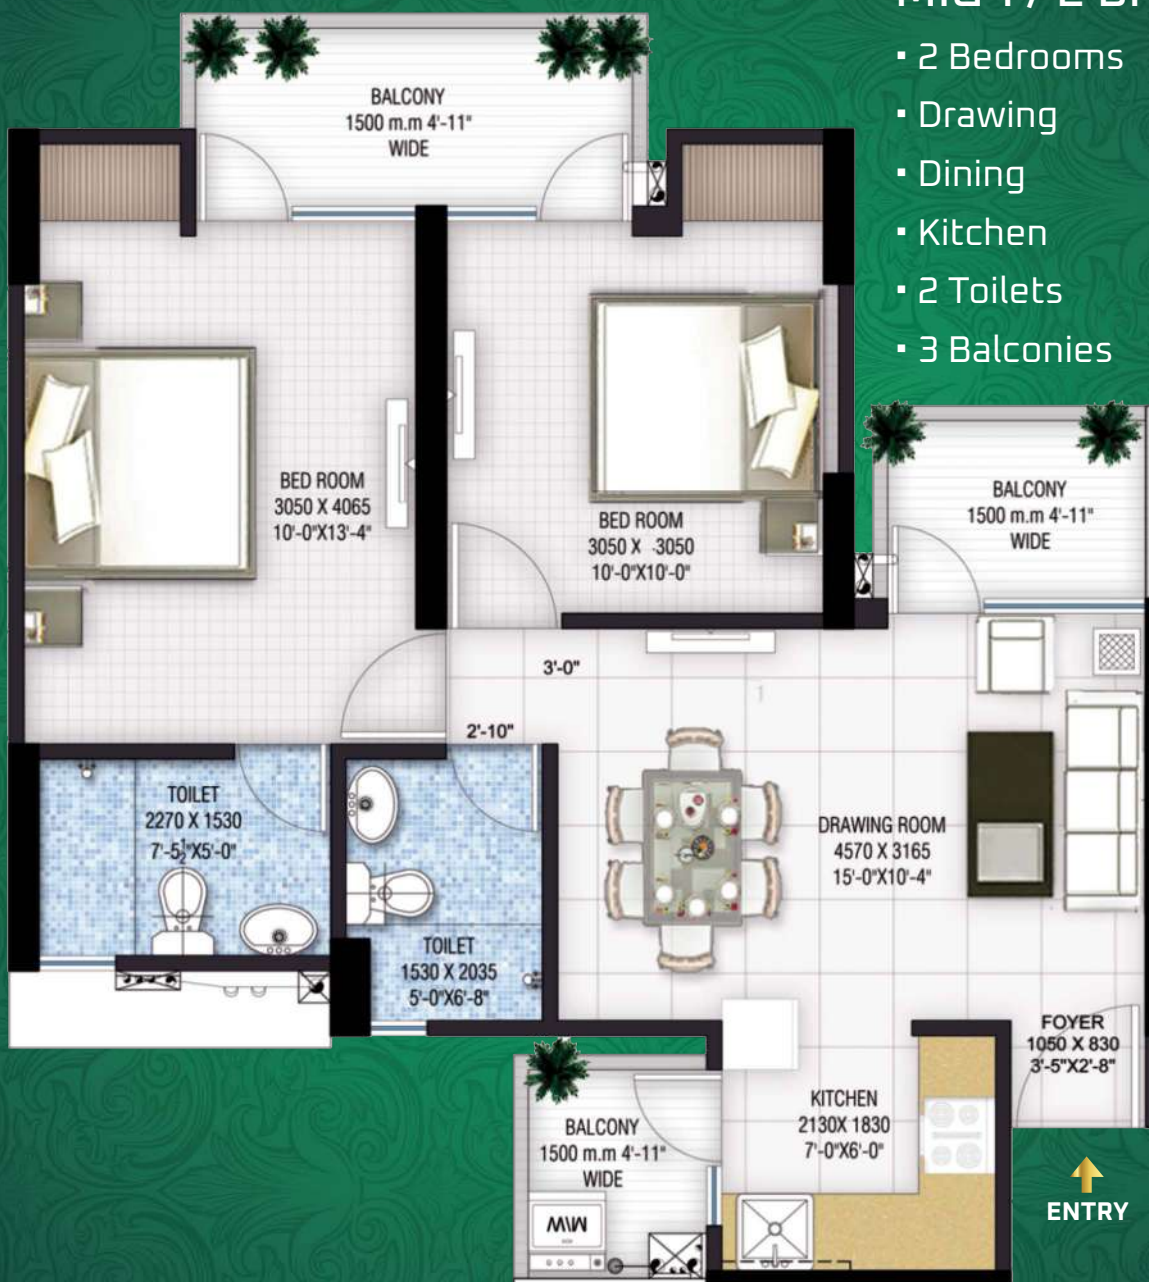 • 2 Bedrooms
• Drawing
• Dining
• Kitchen
• 2 Toilets
• 3 Balconies
BALCONY
1500 m.m 4'-11"
WIDE
BED ROOM
3050 X 4065
10'-0"X13'-4"
BED ROOM
3050 X -3050
10'-0"X10'-0"
BALCONY
1500 m.m 4'-11"
WIDE
3'-0"
2'-10"
TOILET
2270 X 1530
7'-5½"X5'-0"
DRAWING ROOM
4570 X 3165
15'-0"X10'-4"
TOILET
1530 X 2035
5'-0"X6'-8"
FOYER
1050 X 830
3'-5"X2'-8"
KITCHEN
2130X 1830
7'-0"X6'-0"
BALCONY
1500 m.m 4'-11"
WIDE
M/W
ENTRY